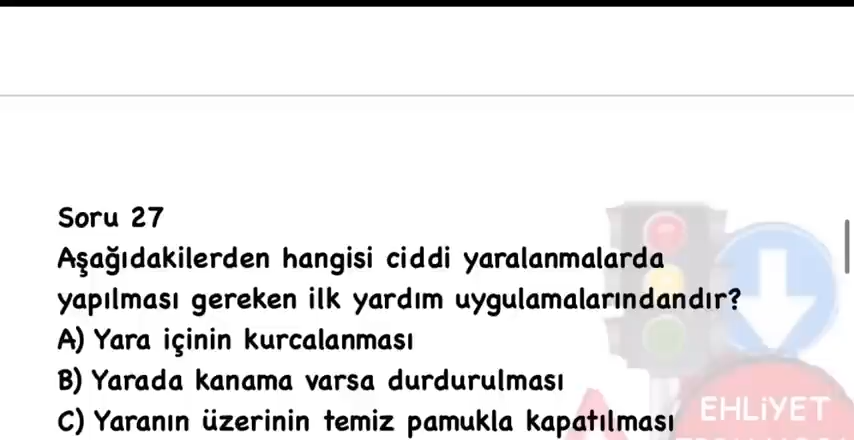 Soru 27
Aşağıdakilerden hangisi ciddi yaralanmalarda
yapılması gereken ilk yardım uygulamalarındandır?
A) Yara içinin kurcalanması
B) Yarada kanama varsa durdurulması
C) Yaranın üzerinin temiz pamukla kapatılması
EHLİYET